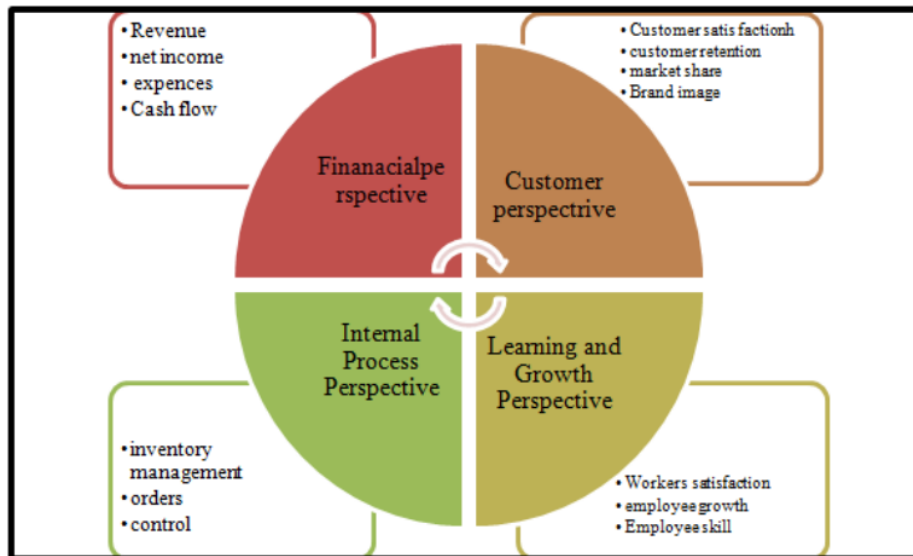 • Revenue
• net income
• expences
• Cash flow
• Customer satis factionh
• customer retention
• market share
• Brand image
Finanacialpe
rspective
Customer
perspectrive
Internal
Process
Perspective
Learning and
Growth
Perspective
• inventory
management
• orders
• control
• Workers satisfaction
• employee growth
• Employee skill